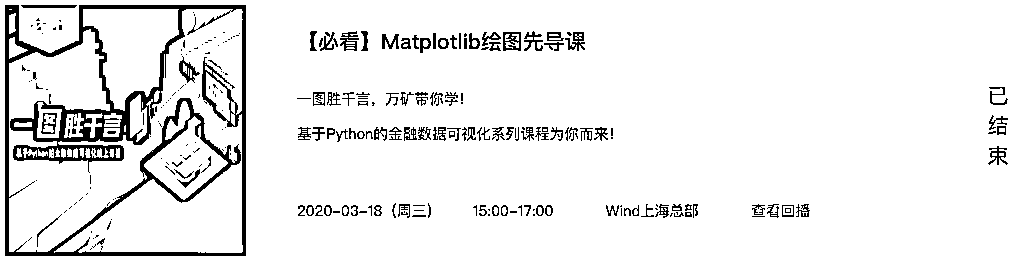 【必看】Matplotlib绘图先导课
一图胜千言，万矿带你学！
基于Python的金融数据可视化系列课程为你而来！
2020-03-18（周三） 15:00-17:00 Wind上海总部 查看回播
已结束
一图胜千言
基于Python的金融数据可视化线上课程